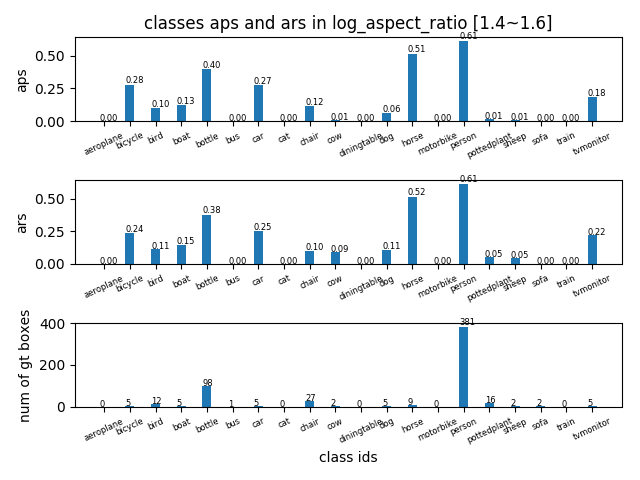 classes aps and ars in log_aspect_ratio [1.4~1.6]
aps
0.50
0.25
0.00
0.00 0.28 0.10 0.13 0.40 0.00 0.27 0.00 0.12 0.01 0.00 0.06 0.51 0.00 0.61 0.01 0.01 0.00 0.00 0.18
aeroplane bicycle bird boat bottle bus car cat chair cow diningtable dog horse motorbike person pottedplant sheep sofa train tvmonitor
ars
0.50
0.25
0.00
0.00 0.24 0.11 0.15 0.38 0.00 0.25 0.00 0.10 0.09 0.00 0.11 0.52 0.00 0.61 0.05 0.05 0.00 0.00 0.22
aeroplane bicycle bird boat bottle bus car cat chair cow diningtable dog horse motorbike person pottedplant sheep sofa train tvmonitor
num of gt boxes
400
200
0
0 5 12 5 98 1 5 0 27 2 0 5 9 0 381 16 2 2 0 5
aeroplane bicycle bird boat bottle bus car cat chair cow diningtable dog horse motorbike person pottedplant sheep sofa train tvmonitor
class ids